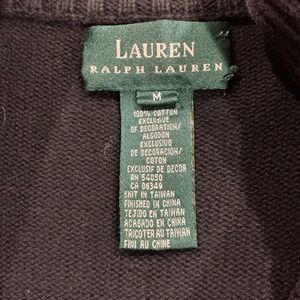 LAUREN
RALPH LAUREN
M
100% COTTON
EXCLUSIVE
OF DECORATION/
ALGODON
EXCLUSIVO
DE DECORACION/
COTON
EXCLUSIF DE DECOR
RN 54050
CA 08349
KNIT IN TAIWAN
FINISHED IN CHINA
TEJIDO EN TAIWAN
ACABADO EN CHINA
TRICOTER AU TAIWAN
FINI AU CHINE